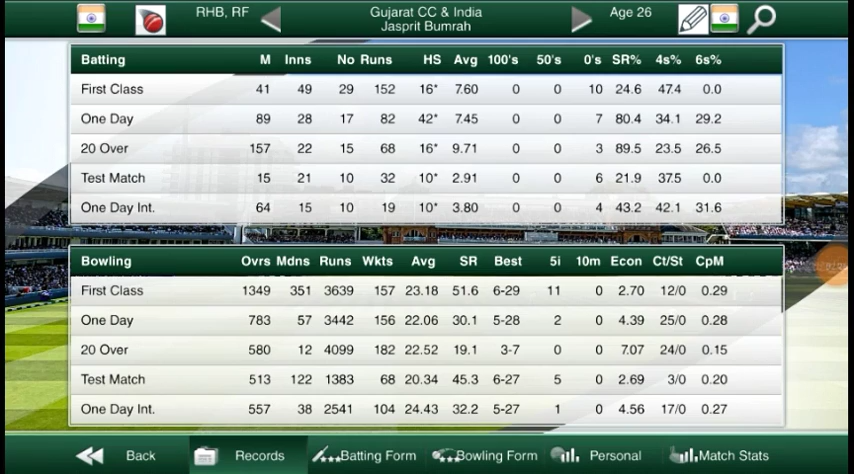 RHB, RF
Gujarat CC & India
Jasprit Bumrah
Age 26
Batting M Inns No Runs HS Avg 100's 50's 0's SR% 4s% 6s%
First Class 41 49 29 152 16* 7.60 0 0 10 24.6 47.4 0.0
One Day 89 28 17 82 42* 7.45 0 0 7 80.4 34.1 29.2
20 Over 157 22 15 68 16* 9.71 0 0 3 89.5 23.5 26.5
Test Match 15 21 10 32 10* 2.91 0 0 6 21.9 37.5 0.0
One Day Int. 64 15 10 19 10* 3.80 0 0 4 43.2 42.1 31.6
Bowling Ovrs Mdns Runs Wkts Avg SR Best 5i 10m Econ Ct/St CpM
First Class 1349 351 3639 157 23.18 51.6 6-29 11 0 2.70 12/0 0.29
One Day 783 57 3442 156 22.06 30.1 5-28 2 0 4.39 25/0 0.28
20 Over 580 12 4099 182 22.52 19.1 3-7 0 0 7.07 24/0 0.15
Test Match 513 122 1383 68 20.34 45.3 6-27 5 0 2.69 3/0 0.20
One Day Int. 557 38 2541 104 24.43 32.2 5-27 1 0 4.56 17/0 0.27
Back Records Batting Form Bowling Form Personal Match Stats